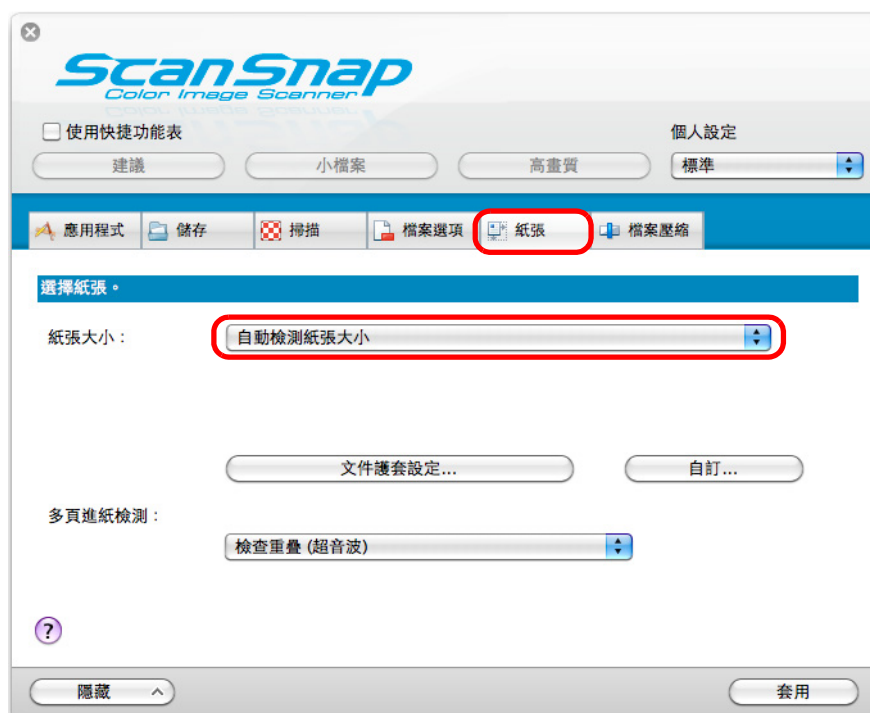 ScanSnap
Color Image Scanner
使用快捷功能表
個人設定
建議 小檔案 高畫質 標準
應用程式 儲存 掃描 檔案選項 紙張 檔案壓縮
選擇紙張。
紙張大小： 自動檢測紙張大小
文件護套設定... 自訂...
多頁進紙檢測：
檢查重疊 (超音波)
?
隱藏 套用